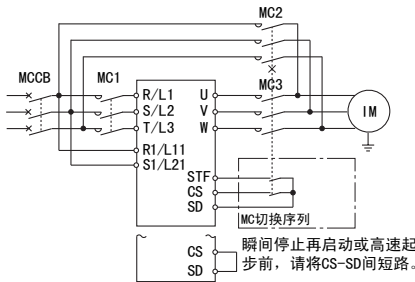 MC2
MCCB
MC1
MC3
R/L1
U
S/L2
V
IM
T/L3
W
R1/L11
S1/L21
STF
CS
SD
MC切换序列
CS
SD
瞬间停止再启动或高速起
步前，请将CS-SD间短路。